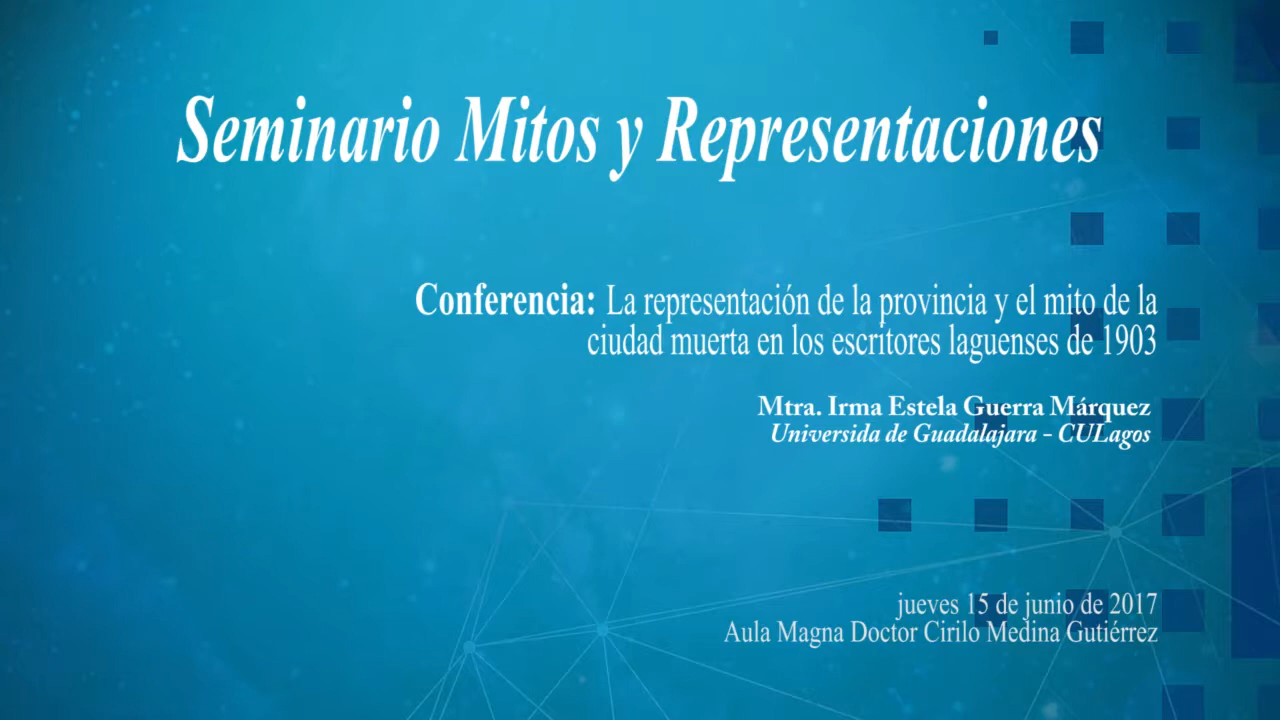 Seminario Mitos y Representaciones
Conferencia: La representación de la provincia y el mito de la
ciudad muerta en los escritores laguenses de 1903
Mtra. Irma Estela Guerra Márquez
Universida de Guadalajara - CULagos
jueves 15 de junio de 2017
Aula Magna Doctor Cirilo Medina Gutiérrez